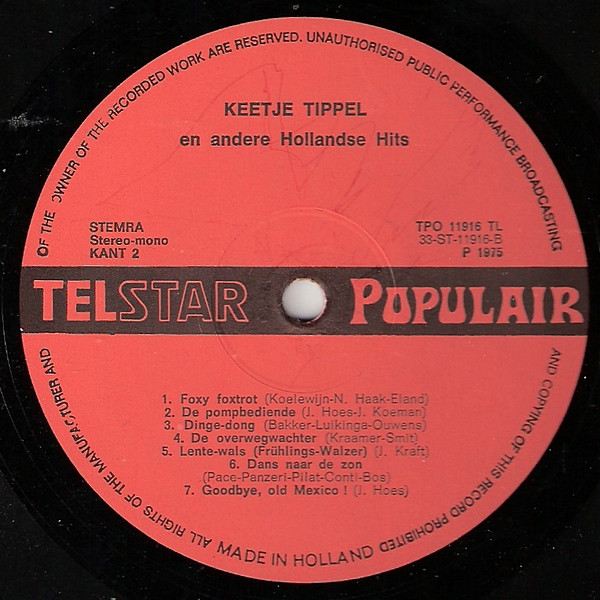 ALL RIGHTS OF THE MANUFACTURER AND OF THE OWNER OF THE RECORDED WORK ARE RESERVED. UNAUTHORISED PUBLIC PERFORMANCE BROADCASTING AND COPYING OF THIS RECORD PROHIBITED
KEETJE TIPPEL
en andere Hollandse Hits
STEMRA
Stereo-mono
KANT 2
TPO 11916 TL
33-ST-11916-B
P 1975
TELSTAR POPULAIR
1. Foxy foxtrot (Koelewijn-N. Haak-Eland)
2. De pompbediende (J. Hoes-J. Koeman)
3. Dinge-dong (Bakker-Luikinga-Ouwens)
4. De overwegwachter (Kraamer-Smit)
5. Lente-wals (Frühlings-Walzer) (J. Kraft)
6. Dans naar de zon
(Pace-Panzeri-Pilat-Conti-Bos)
7. Goodbye, old Mexico! (J. Hoes)
MADE IN HOLLAND